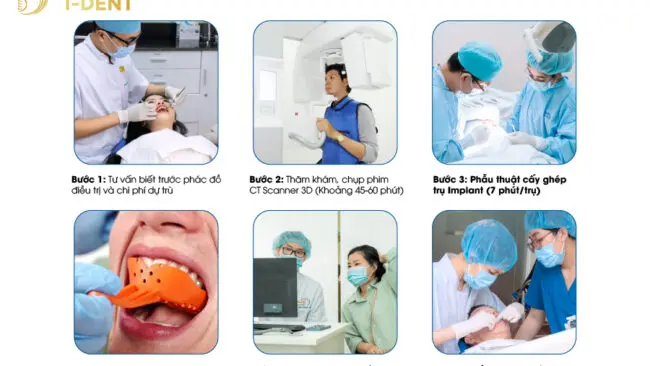 I-DENT
Bước 1: Tư vấn biết trước phác đồ
điều trị và chi phí dự trù
Bước 2: Thăm khám, chụp phim
CT Scanner 3D (Khoảng 45-60 phút)
Bước 3: Phẫu thuật cấy ghép
trụ Implant (7 phút/trụ)